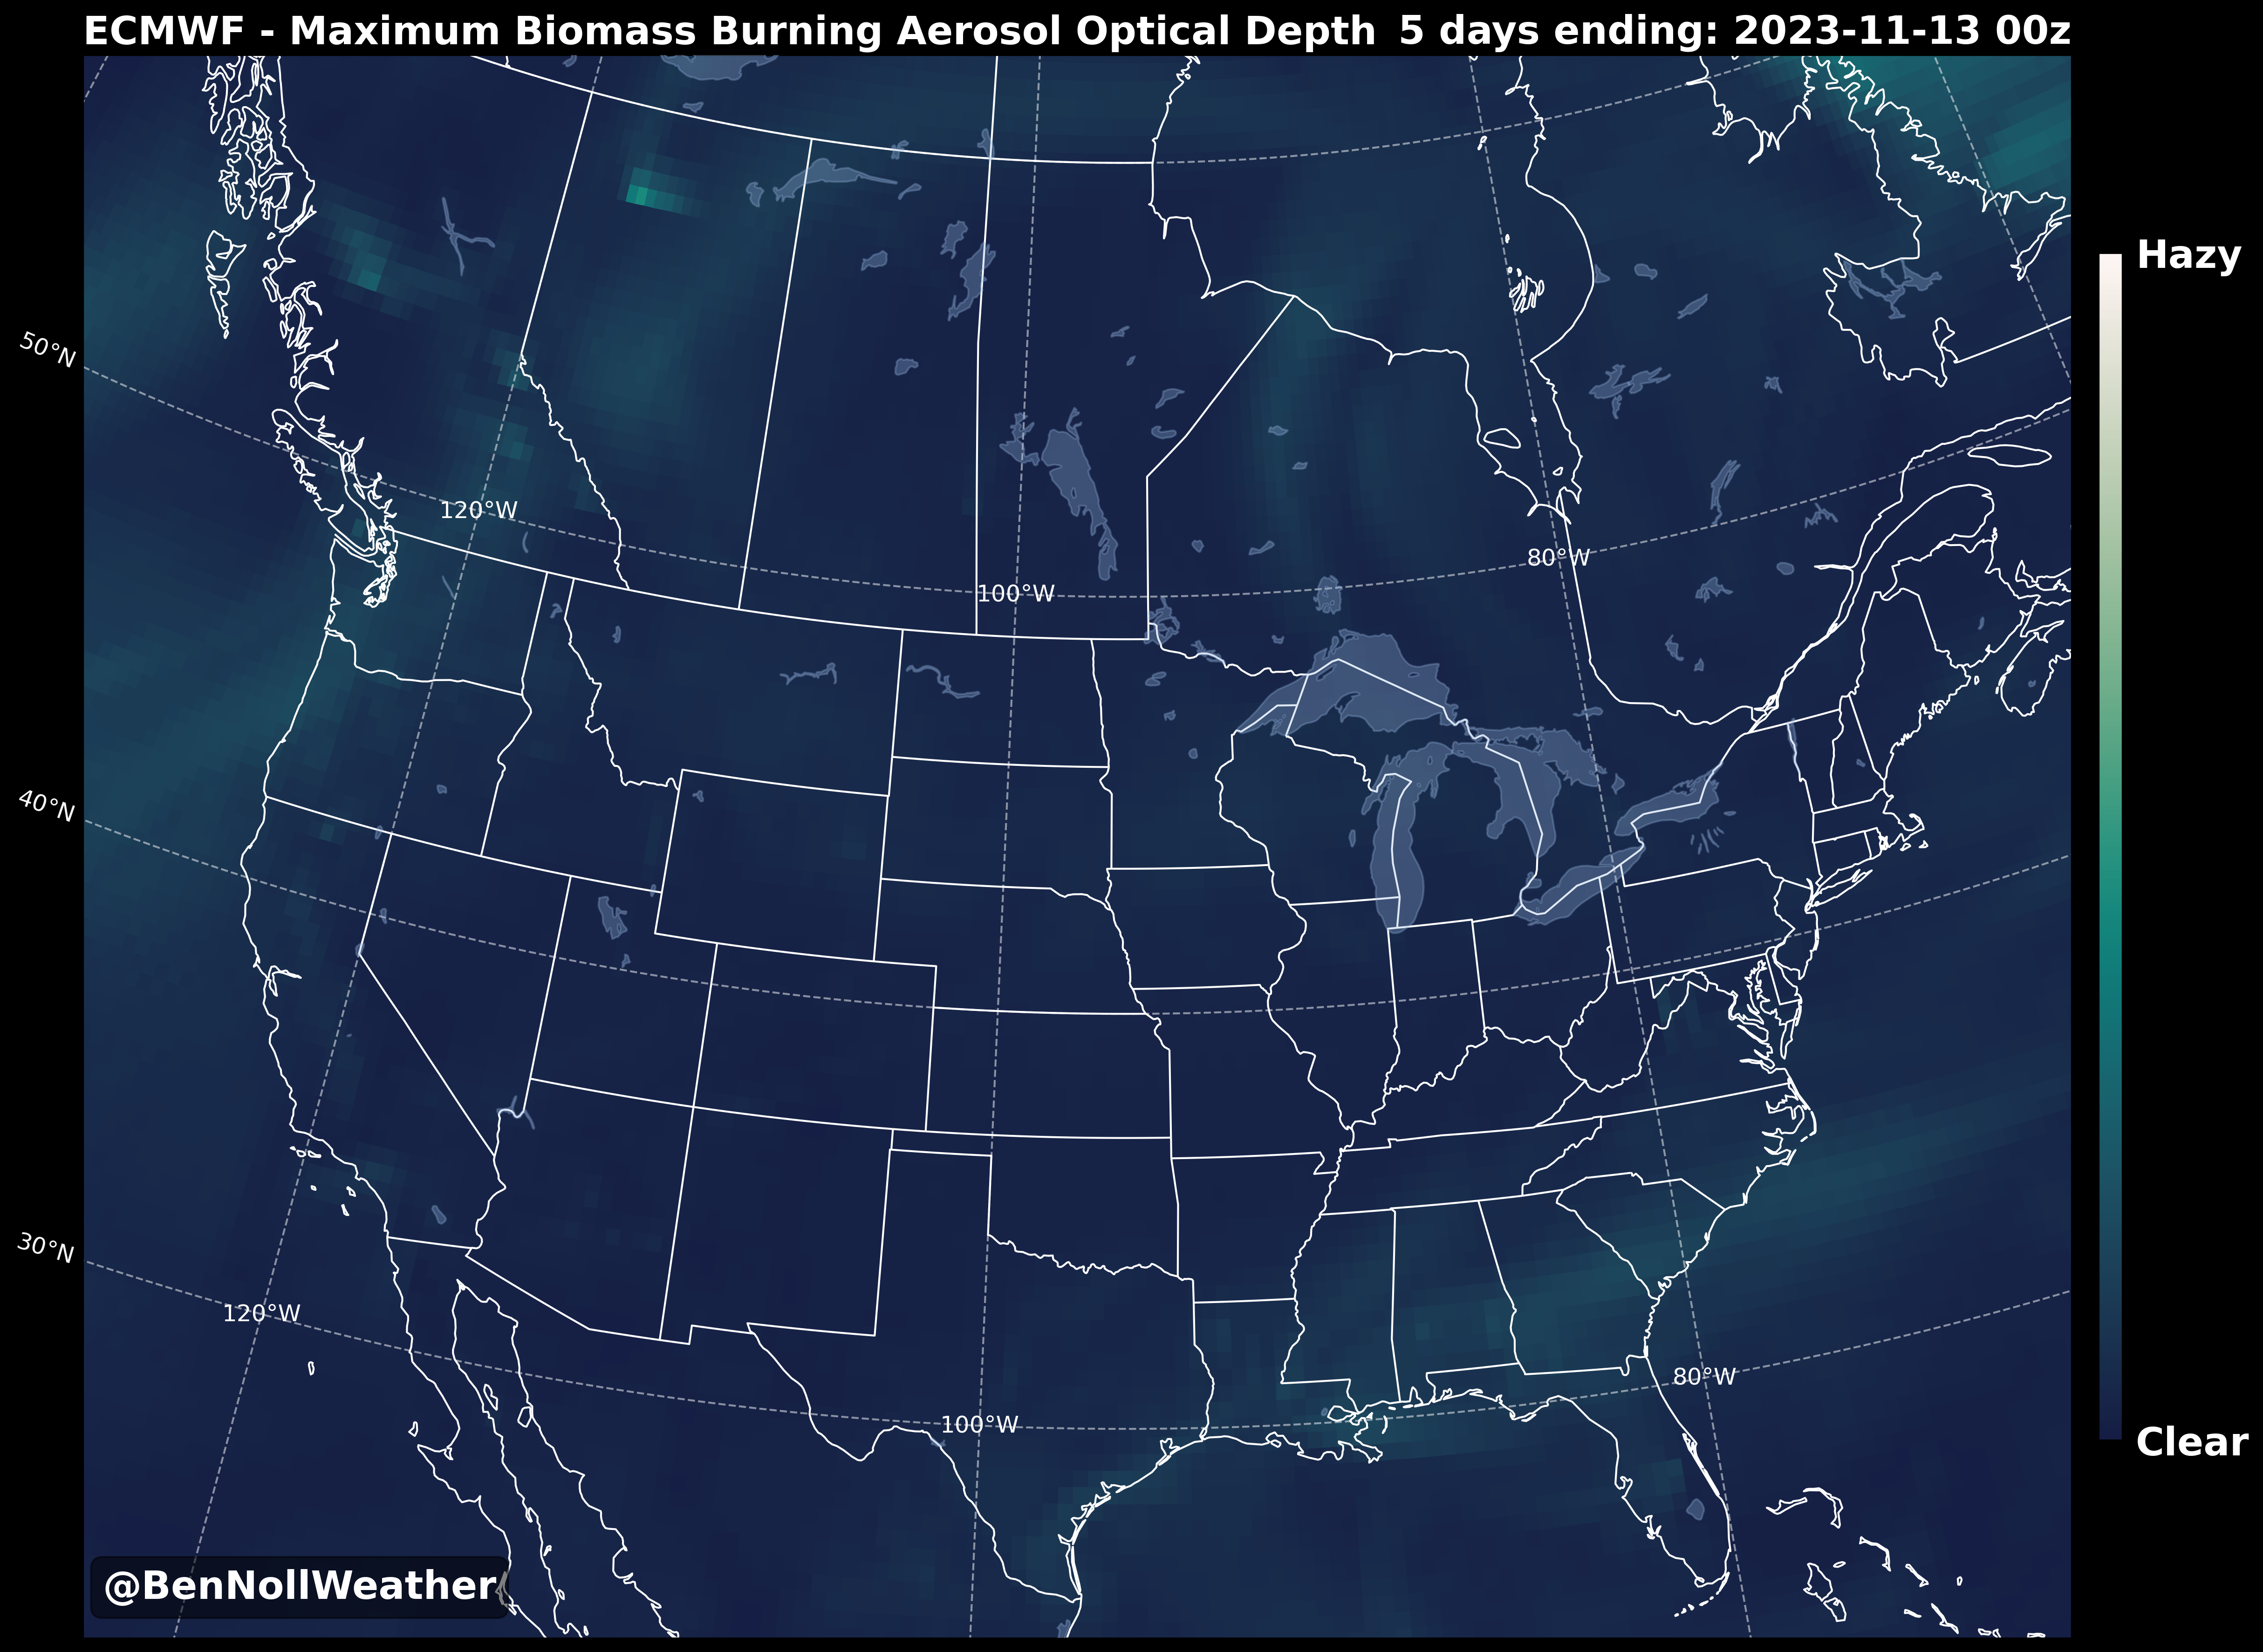 ECMWF - Maximum Biomass Burning Aerosol Optical Depth 5 days ending: 2023-11-13 00z
Hazy
50°N
120°W
80°W
100°W
40°N
30°N
120°W
80°W
100°W
Clear
@BenNollWeather